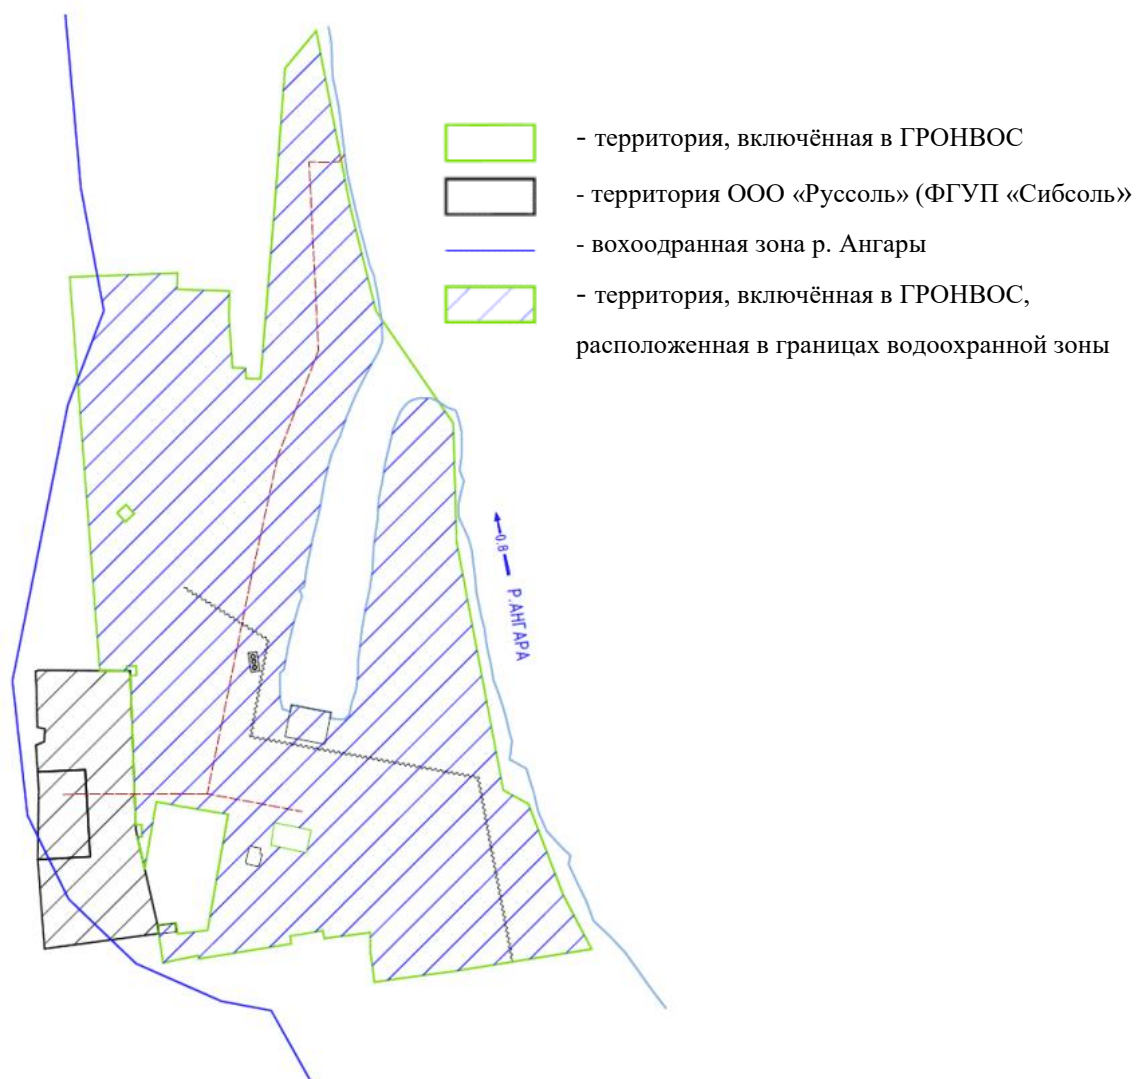 - территория, включённая в ГРОНВОС
- территория ООО «Руссоль» (ФГУП «Сибсоль»
- вохоодранная зона р. Ангары
- территория, включённая в ГРОНВОС,
расположенная в границах водоохранной зоны
0.8
Р.АНГАРА